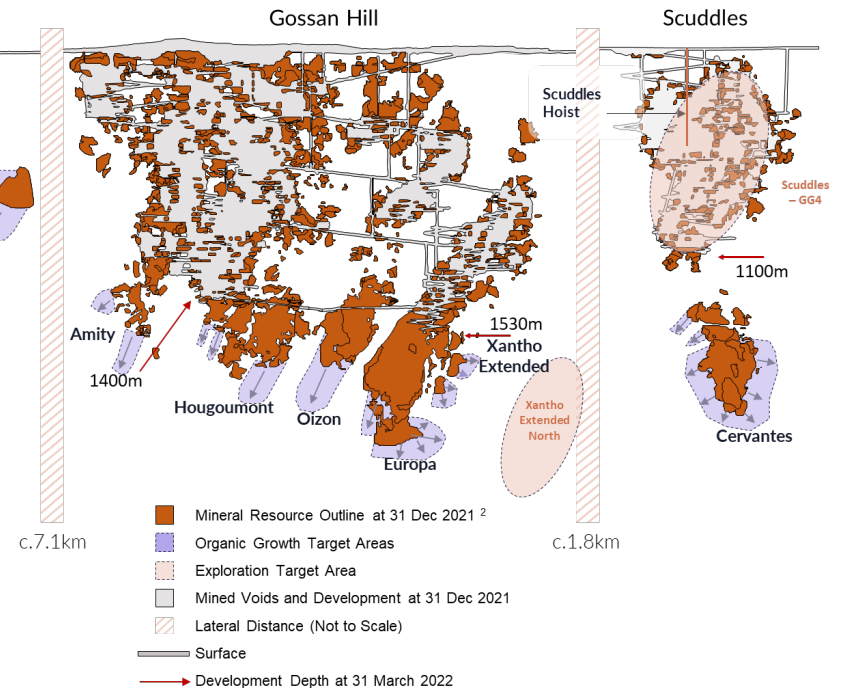 Gossan Hill
Scuddles
Scuddles
Hoist
Scuddles
– GG4
1100m
1530m
Xantho
Extended
Amity
1400m
Hougoumont
Oizon
Europa
Xantho
Extended
North
Cervantes
c.7.1km
c.1.8km
Mineral Resource Outline at 31 Dec 2021 2
Organic Growth Target Areas
Exploration Target Area
Mined Voids and Development at 31 Dec 2021
Lateral Distance (Not to Scale)
Surface
Development Depth at 31 March 2022